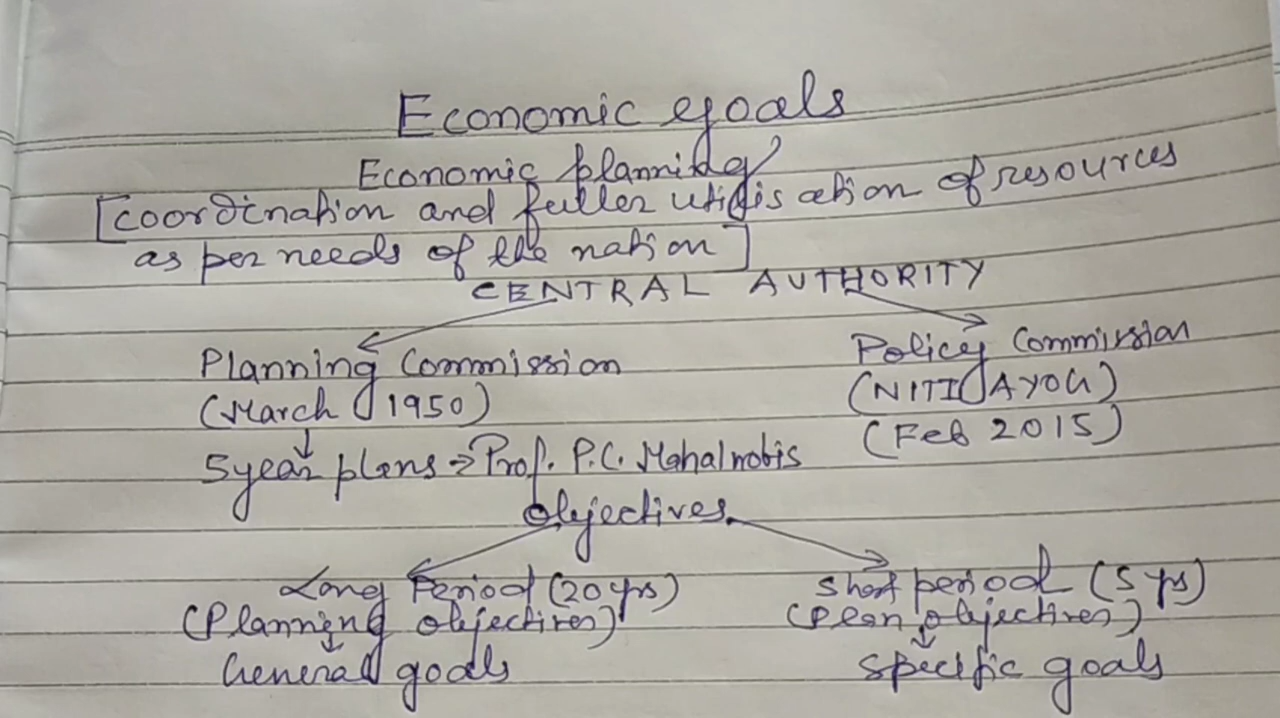 Economic goals
Economic planning
[coordination and fuller utilisation of resources
as per needs of the nation]
CENTRAL AUTHORITY
Planning Commission
(March 1950)
5 year plans → Prof. P.C. Mahalnobis
Policy Commission
(NITI AYOG)
(Feb 2015)
Objectives
Long Period (20 yrs)
(Planning objectives)
General goals
Short period (5 yrs)
(Plan objectives)
Specific goals